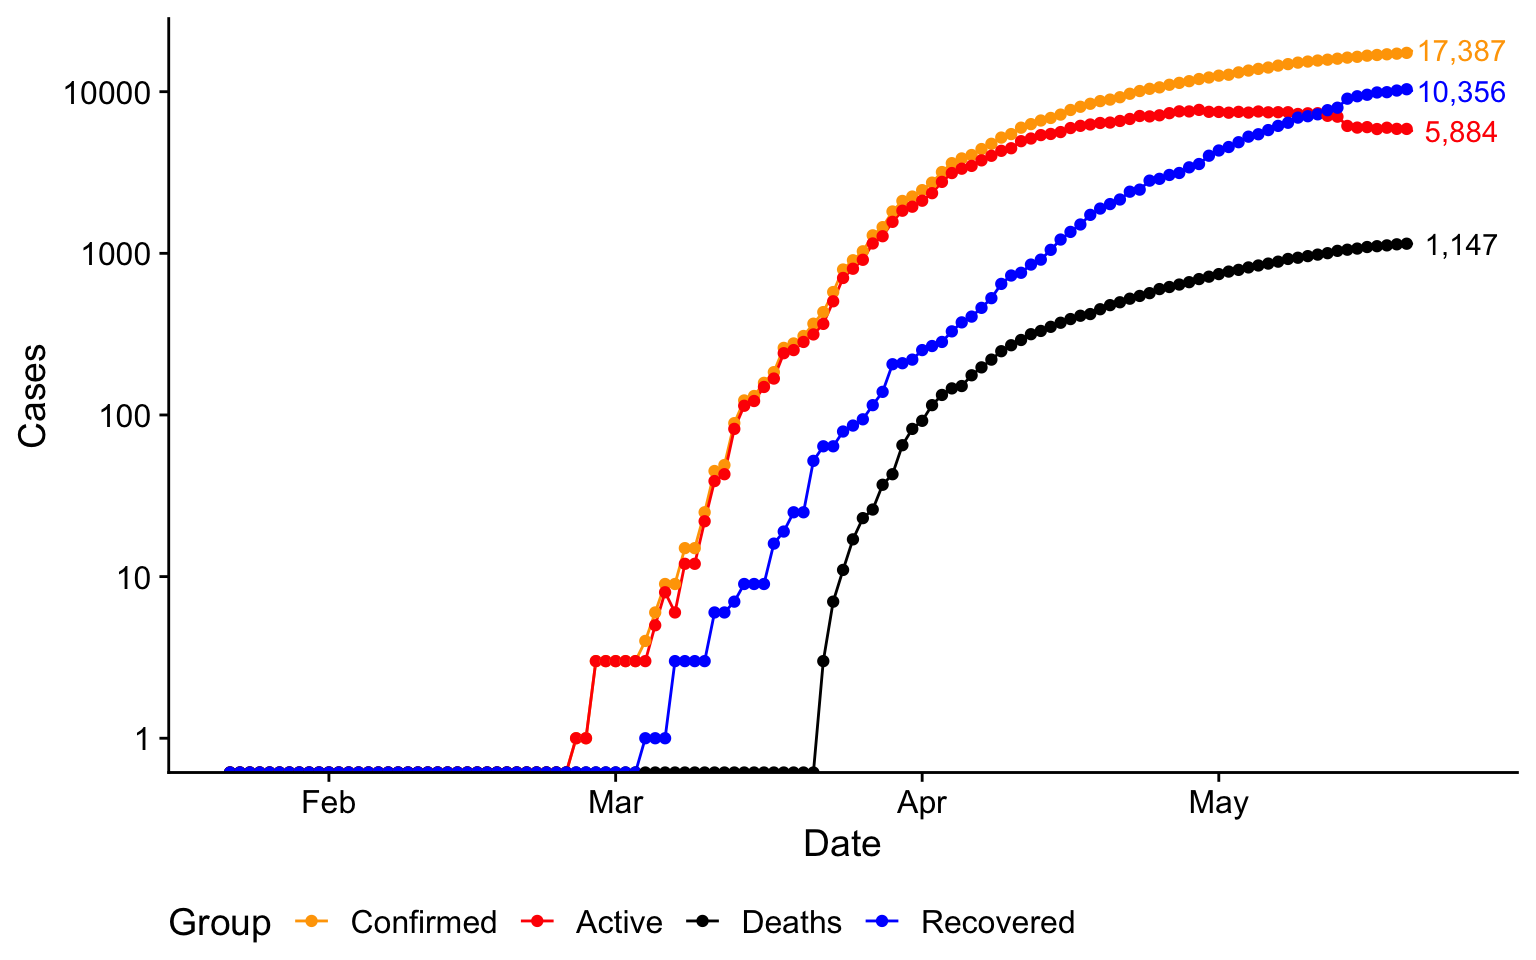 17,387
10,356
5,884
1,147
10000
1000
100
10
1
Cases
Feb Mar Apr May
Date
Group Confirmed Active Deaths Recovered